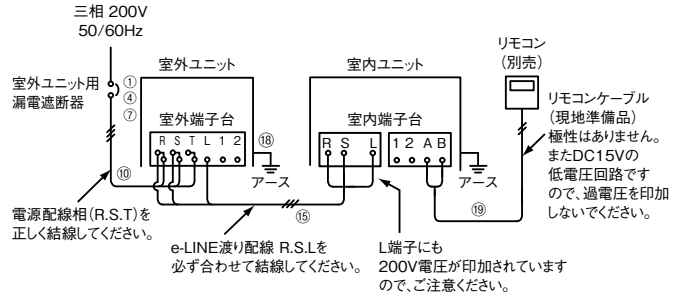 三相 200V
50/60Hz
室外ユニット用
漏電遮断器
①
④
⑦
⑩
室外ユニット
室外端子台
R S T L 1 2
⑱
アース
室内ユニット
室内端子台
R S L
1 2 A B
アース
リモコン
(別売)
リモコンケーブル
(現地準備品)
極性はありません。
またDC15Vの
低電圧回路です
ので、過電圧を印加
しないでください。
⑮
⑲
電源配線相(R.S.T)を
正しく結線してください。
e-LINE渡り配線 R.S.Lを
必ず合わせて結線してください。
L端子にも
200V電圧が印加されています
ので、ご注意ください。